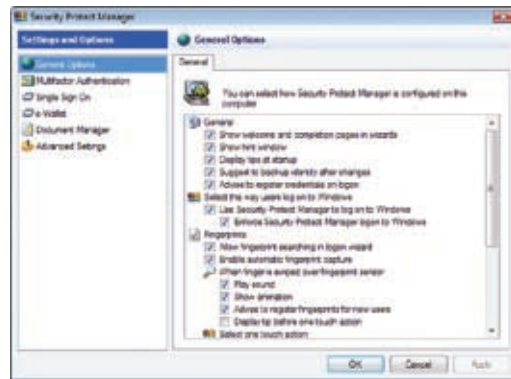 Security Protect Manager
Settings and Options
General Options
Multifactor Authentication
Single Sign On
e-Wallet
Document Manager
Advanced Settings
General Options
General
You can select how Security Protect Manager is configured on this computer
General
Show welcome and completion pages in wizards
Show hint window
Display tips at startup
Suggest to backup identity after changes
Advise to register credentials on logon
Select the way users log on to Windows
Use Security Protect Manager to log on to Windows
Enforce Security Protect Manager logon to Windows
Fingerprints
Allow fingerprint searching in logon wizard
Enable automatic fingerprint capture
When finger is swiped over fingerprint sensor
Play sound
Show animation
Advise to register fingerprints for new users
Display tip before one touch action
Select one touch action
OK
Cancel
Apply